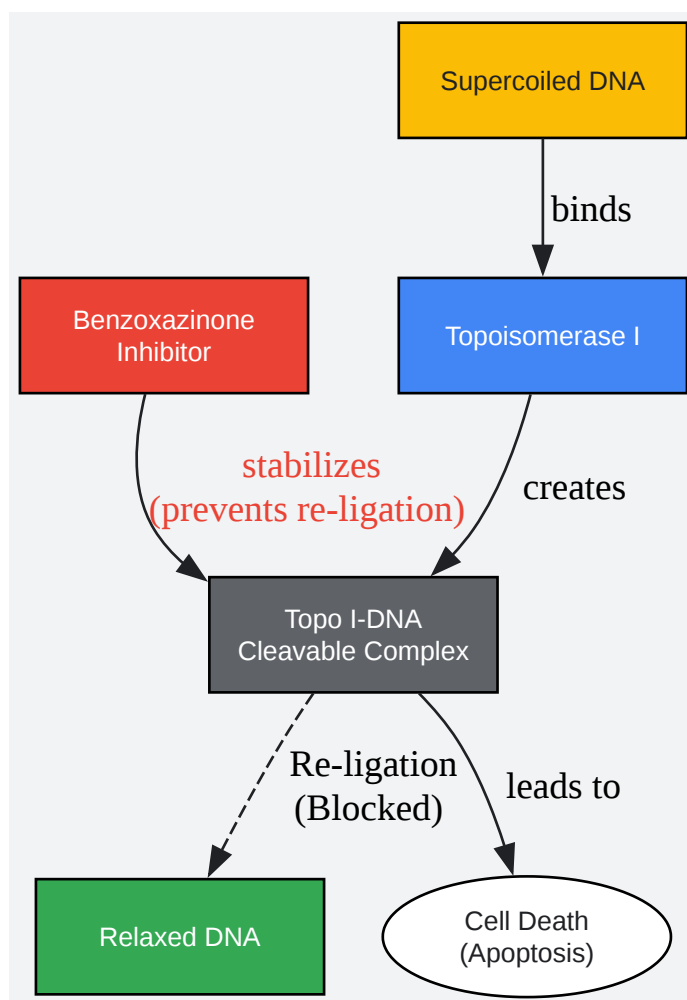 Supercoiled DNA
binds
Benzoxazinone
Inhibitor
Topoisomerase I
stabilizes
(prevents re-ligation)
creates
Topo I-DNA
Cleavable Complex
Re-ligation
(Blocked)
leads to
Relaxed DNA
Cell Death
(Apoptosis)